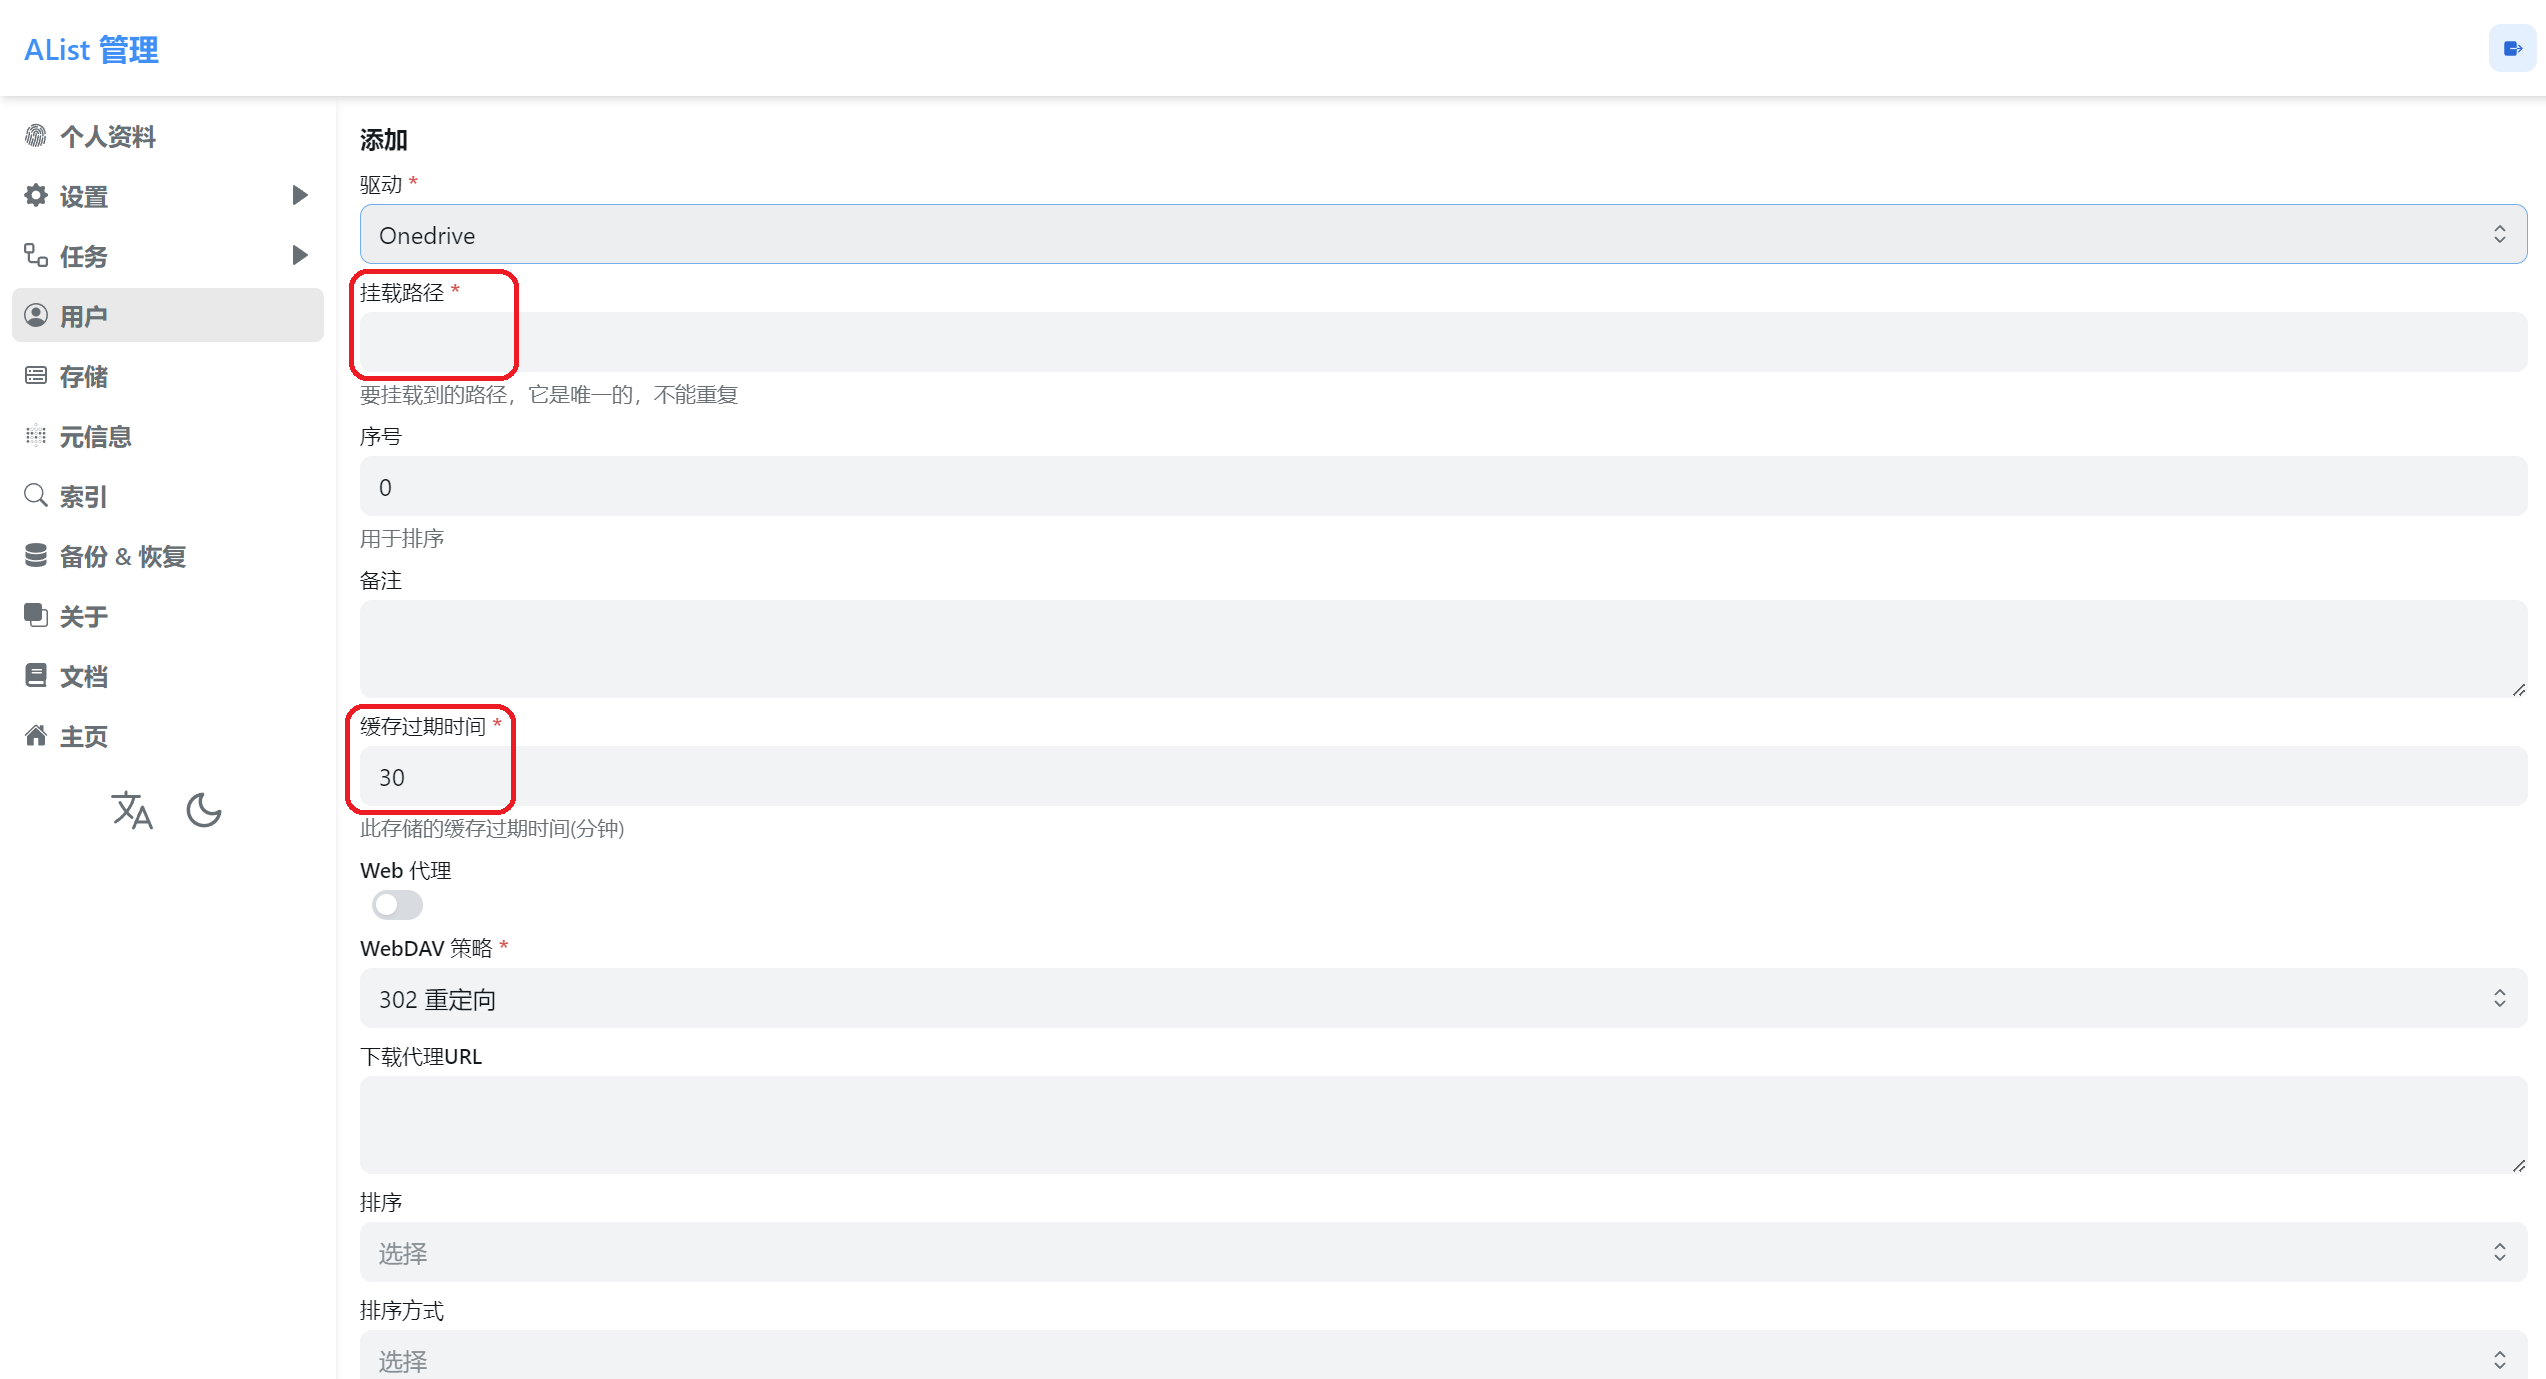 AList 管理
个人资料
设置
任务
用户
存储
元信息
索引
备份 & 恢复
关于
文档
主页
添加
驱动 *
Onedrive
挂载路径 *
要挂载到的路径，它是唯一的，不能重复
序号
0
用于排序
备注
缓存过期时间 *
30
此存储的缓存过期时间(分钟)
Web 代理
WebDAV 策略 *
302 重定向
下载代理URL
排序
选择
排序方式
选择